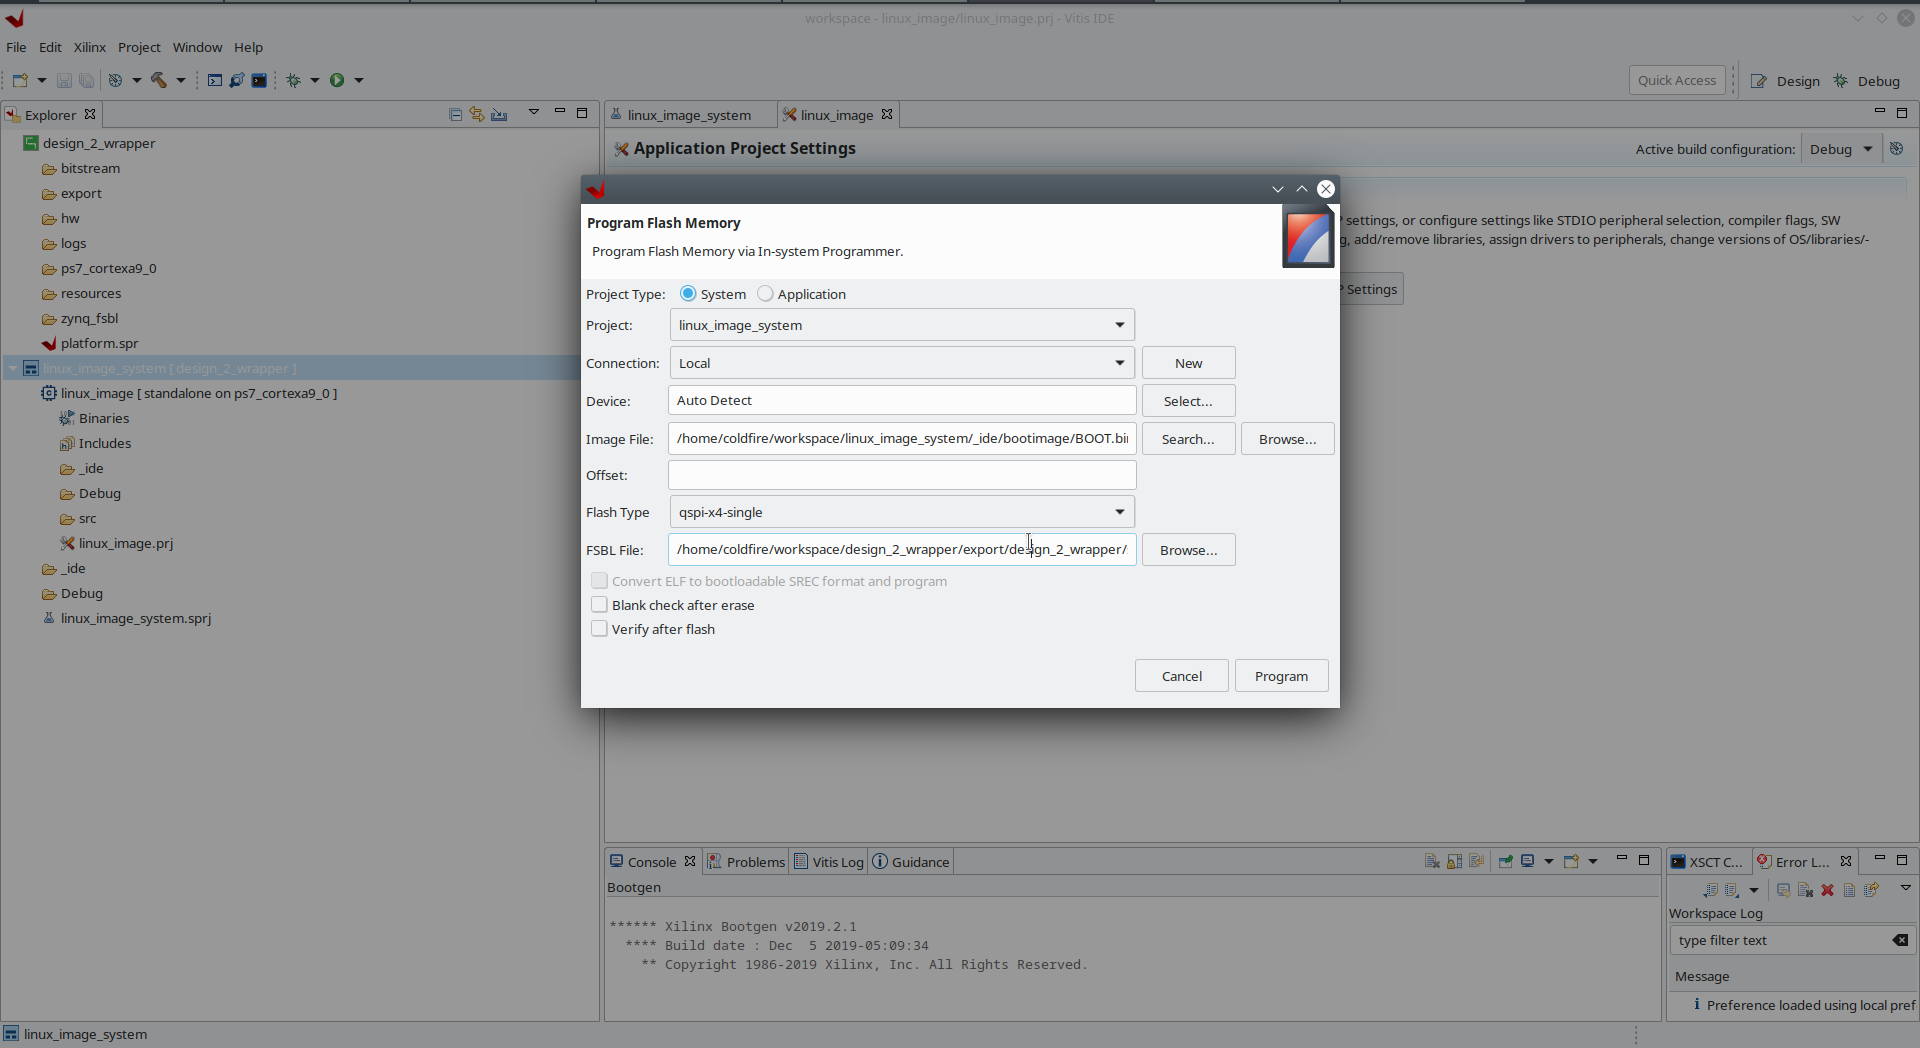 workspace - linux_image/linux_image.prj - Vitis IDE
File Edit Xilinx Project Window Help
Quick Access Design Debug
Explorer
linux_image_system linux_image
design_2_wrapper
bitstream
export
hw
logs
ps7_cortexa9_0
resources
zynq_fsbl
platform.spr
linux_image_system [ design_2_wrapper ]
linux_image [ standalone on ps7_cortexa9_0 ]
Binaries
Includes
_ide
Debug
src
linux_image.prj
_ide
Debug
linux_image_system.sprj
Application Project Settings
Active build configuration: Debug
settings, or configure settings like STDIO peripheral selection, compiler flags, SW
g, add/remove libraries, assign drivers to peripherals, change versions of OS/libraries/-
P Settings
Program Flash Memory
Program Flash Memory via In-system Programmer.
Project Type: System Application
Project: linux_image_system
Connection: Local New
Device: Auto Detect Select...
Image File: /home/coldfire/workspace/linux_image_system/_ide/bootimage/BOOT.bi Search... Browse...
Offset:
Flash Type qspi-x4-single
FSBL File: /home/coldfire/workspace/design_2_wrapper/export/design_2_wrapper/ Browse...
Convert ELF to bootloadable SREC format and program
Blank check after erase
Verify after flash
Cancel Program
Console Problems Vitis Log Guidance
Bootgen
****** Xilinx Bootgen v2019.2.1
**** Build date : Dec 5 2019-05:09:34
** Copyright 1986-2019 Xilinx, Inc. All Rights Reserved.
XSCT C... Error L...
Workspace Log
type filter text
Message
Preference loaded using local pref
linux_image_system